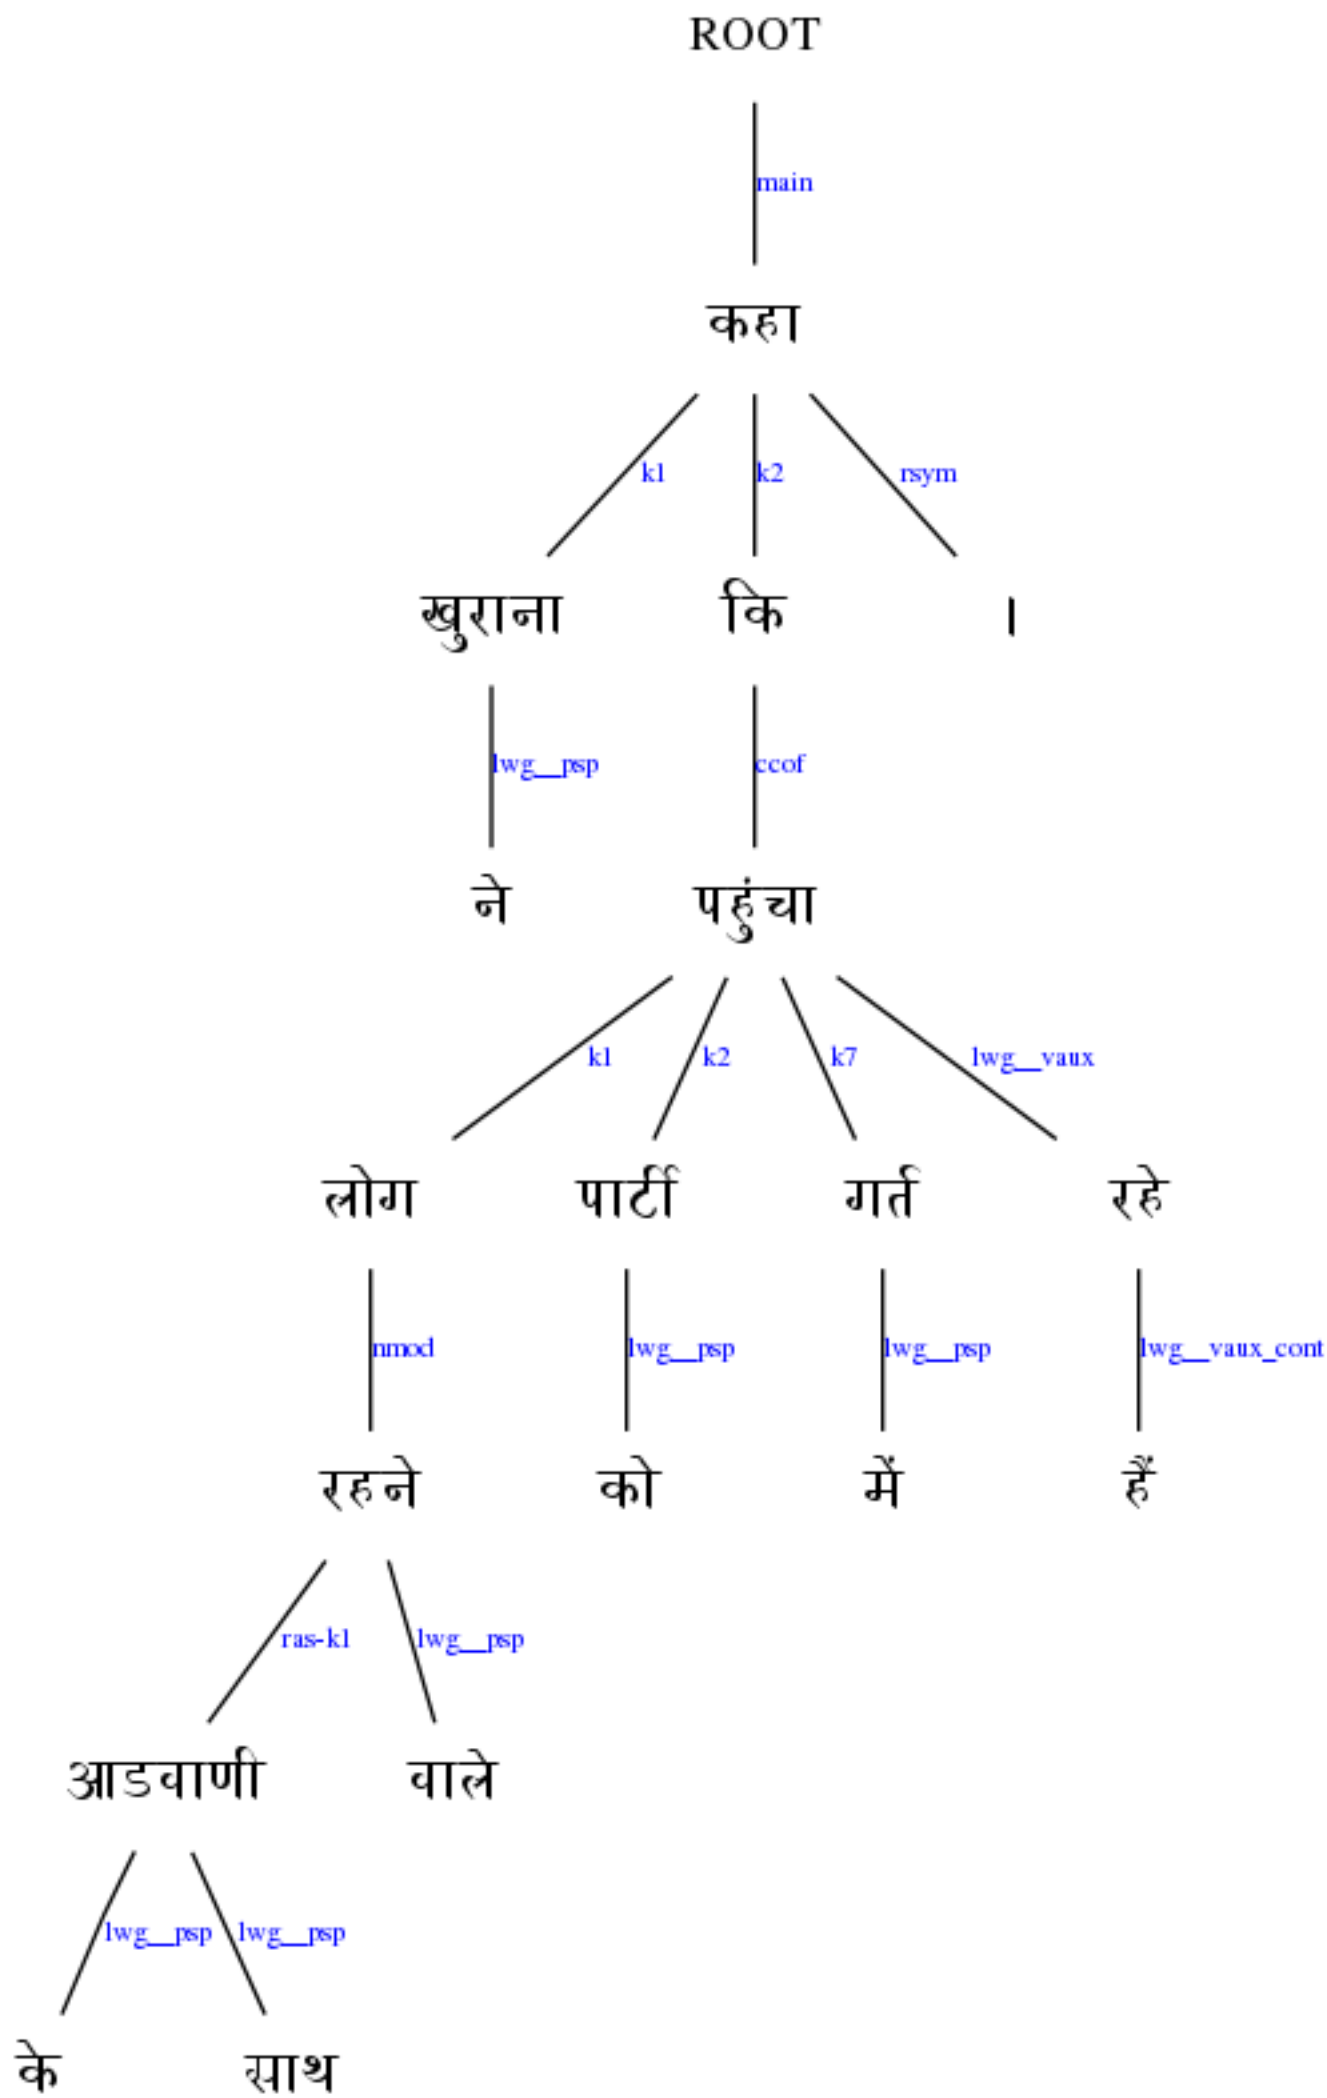 ROOT
main
कहा
k1 k2 rsym
खुराना कि ।
lwg__psp ccof
ने पहुंचा
k1 k2 k7 lwg__vaux
लोग पार्टी गर्त रहे
nmod lwg__psp lwg__psp lwg__vaux_cont
रहने को में हैं
ras-k1 lwg__psp
आडवाणी वाले
lwg__psp lwg__psp
के साथ